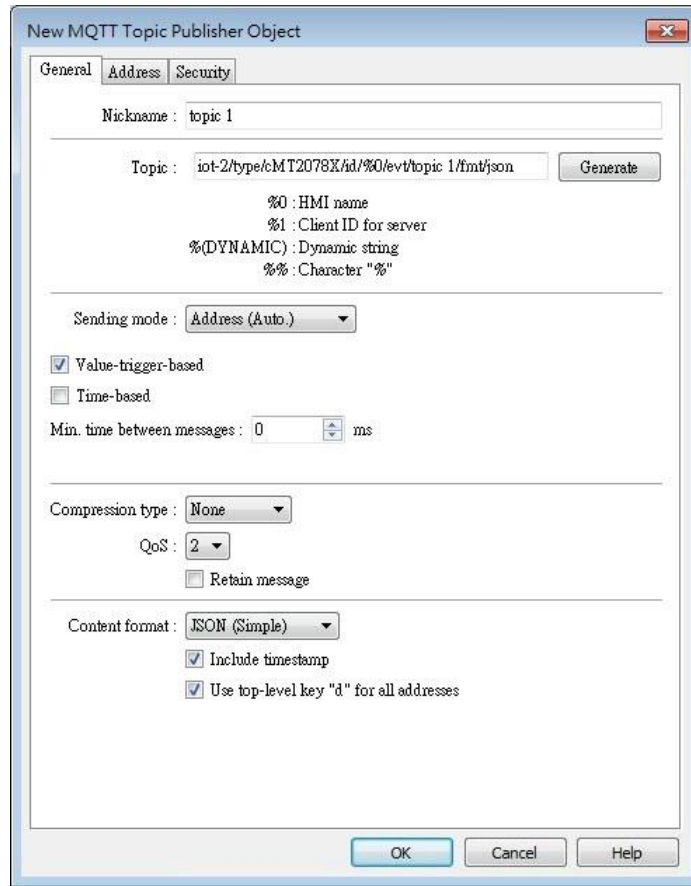 New MQTT Topic Publisher Object
General Address Security
Nickname : topic 1
Topic : iot-2/type/cMT2078X/id/%0/evt/topic 1/fmt/json Generate
%0 : HMI name
%1 : Client ID for server
%(DYNAMIC) : Dynamic string
%% : Character "%"
Sending mode : Address (Auto.)
Value-trigger-based
Time-based
Min. time between messages : 0 ms
Compression type : None
QoS : 2
Retain message
Content format : JSON (Simple)
Include timestamp
Use top-level key "d" for all addresses
OK Cancel Help